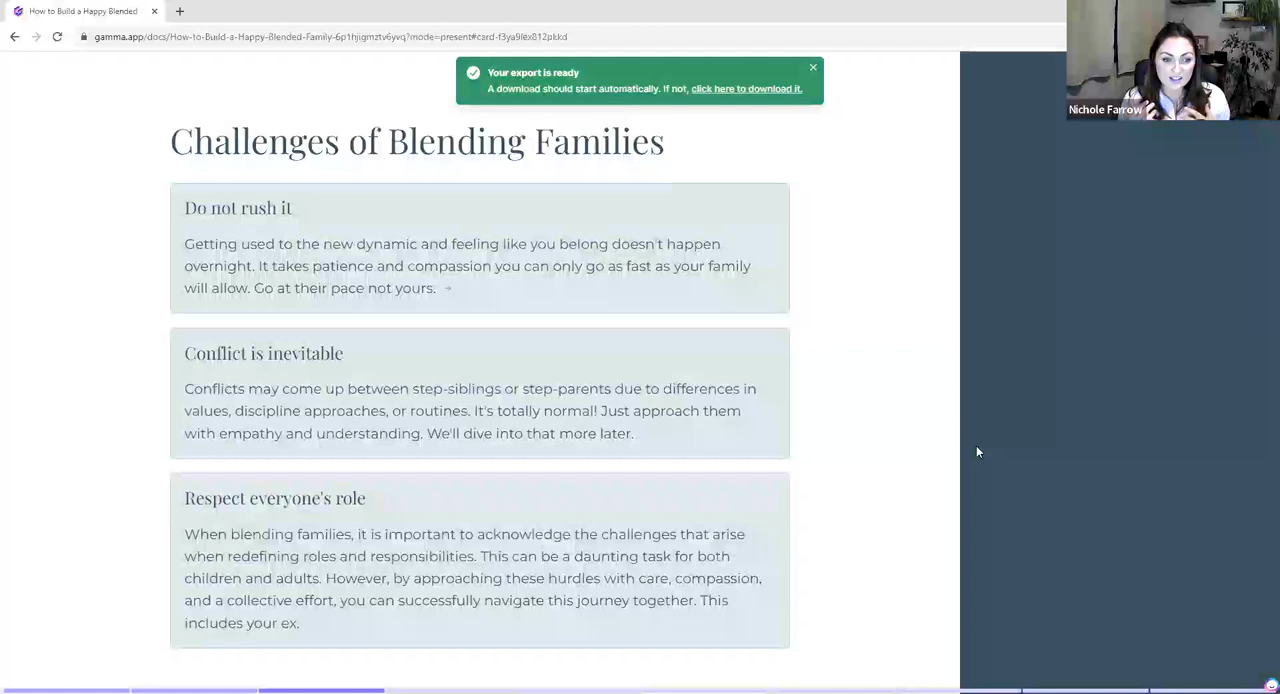 How to Build a Happy Blended
gamma.app/docs/How-to-Build-a-Happy-Blended-Family-6p1hjigmztv6yvq?mode=present#card-f3ya9lex812pkkd
Your export is ready
A download should start automatically. If not, click here to download it.
Nichole Farrow
Challenges of Blending Families
Do not rush it
Getting used to the new dynamic and feeling like you belong doesn't happen
overnight. It takes patience and compassion you can only go as fast as your family
will allow. Go at their pace not yours. →
Conflict is inevitable
Conflicts may come up between step-siblings or step-parents due to differences in
values, discipline approaches, or routines. It's totally normal! Just approach them
with empathy and understanding. We'll dive into that more later.
Respect everyone's role
When blending families, it is important to acknowledge the challenges that arise
when redefining roles and responsibilities. This can be a daunting task for both
children and adults. However, by approaching these hurdles with care, compassion,
and a collective effort, you can successfully navigate this journey together. This
includes your ex.